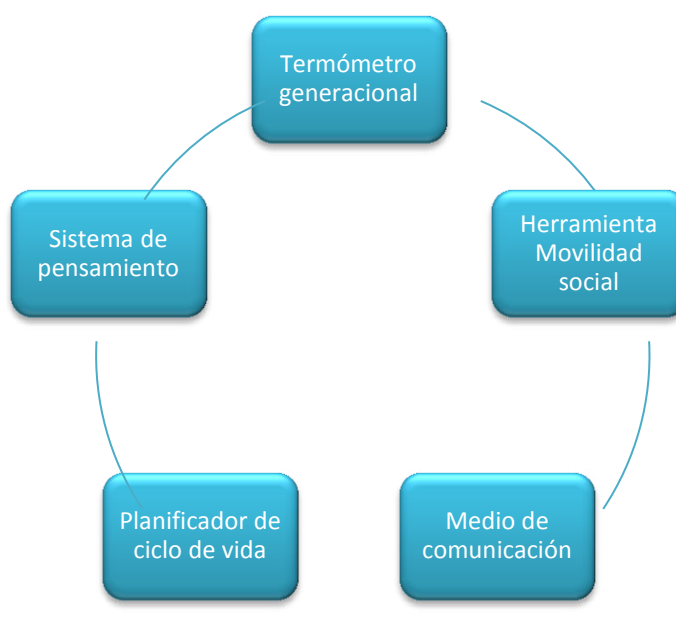 Termómetro
generacional
Sistema de
pensamiento
Herramienta
Movilidad
social
Planificador de
ciclo de vida
Medio de
comunicación